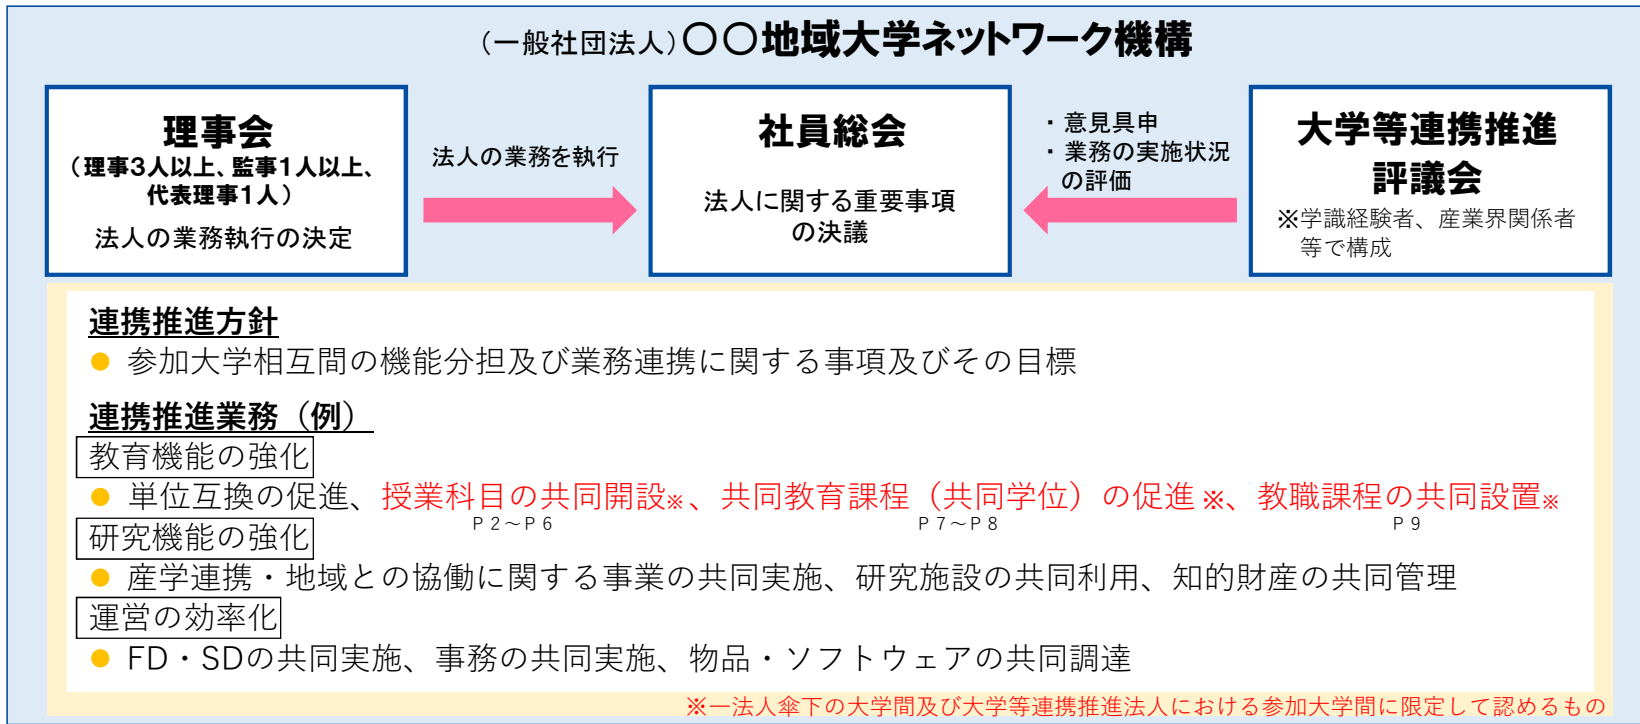 （一般社団法人）〇〇地域大学ネットワーク機構
理事会
（理事3人以上、監事1人以上、
代表理事1人）
法人の業務執行の決定
法人の業務を執行
社員総会
法人に関する重要事項
の決議
・意見具申
・業務の実施状況
の評価
大学等連携推進
評議会
※学識経験者、産業界関係者
等で構成
連携推進方針
● 参加大学相互間の機能分担及び業務連携に関する事項及びその目標
連携推進業務（例）
教育機能の強化
● 単位互換の促進、授業科目の共同開設※、共同教育課程（共同学位）の促進※、教職課程の共同設置※
P２～P６ P７～P８ P９
研究機能の強化
● 産学連携・地域との協働に関する事業の共同実施、研究施設の共同利用、知的財産の共同管理
運営の効率化
● FD・SDの共同実施、事務の共同実施、物品・ソフトウェアの共同調達
※一法人傘下の大学間及び大学等連携推進法人における参加大学間に限定して認めるもの